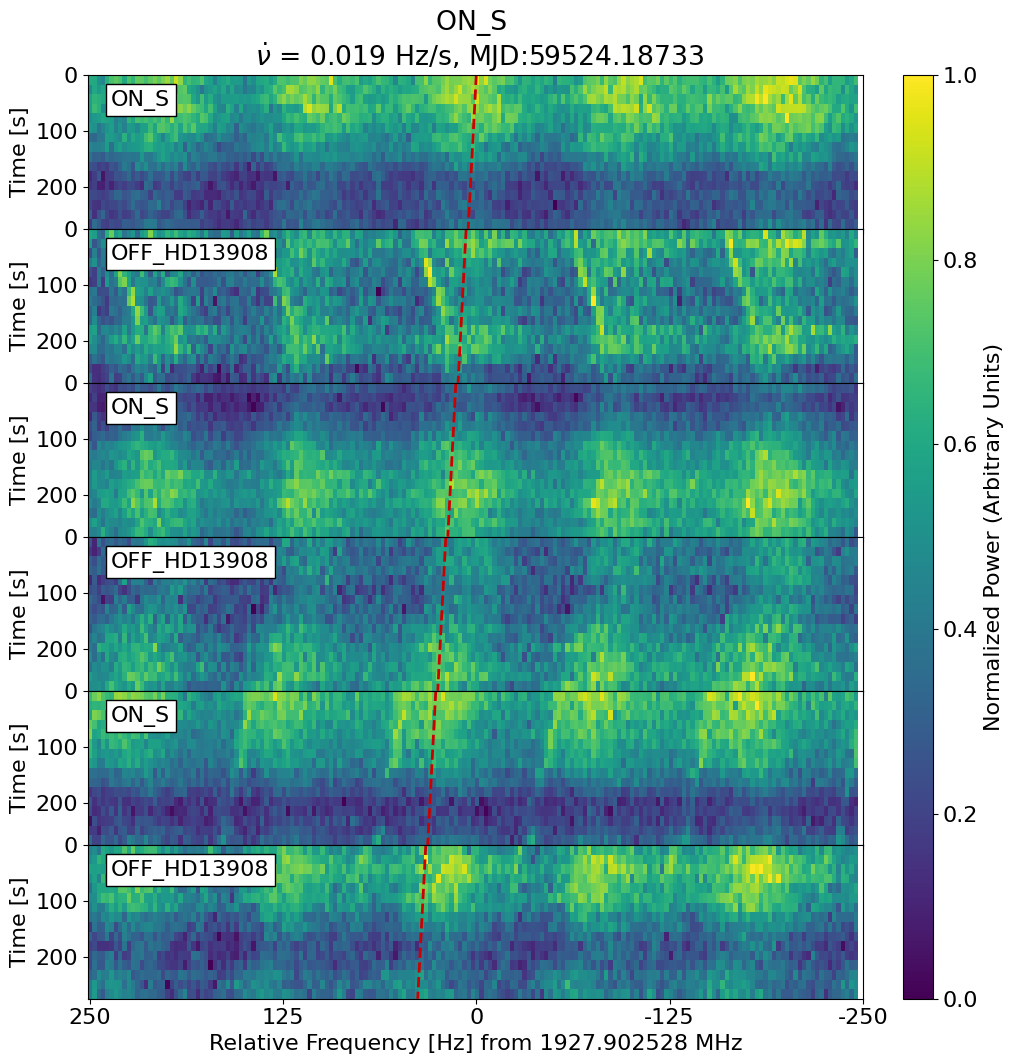 ON_S
ν̇ = 0.019 Hz/s, MJD:59524.18733
0
ON_S
100
200
Time [s]
0
OFF_HD13908
100
200
Time [s]
0
ON_S
100
200
Time [s]
0
OFF_HD13908
100
200
Time [s]
0
ON_S
100
200
Time [s]
0
OFF_HD13908
100
200
Time [s]
250 125 0 -125 -250
Relative Frequency [Hz] from 1927.902528 MHz
1.0
0.8
0.6
0.4
0.2
0.0
Normalized Power (Arbitrary Units)